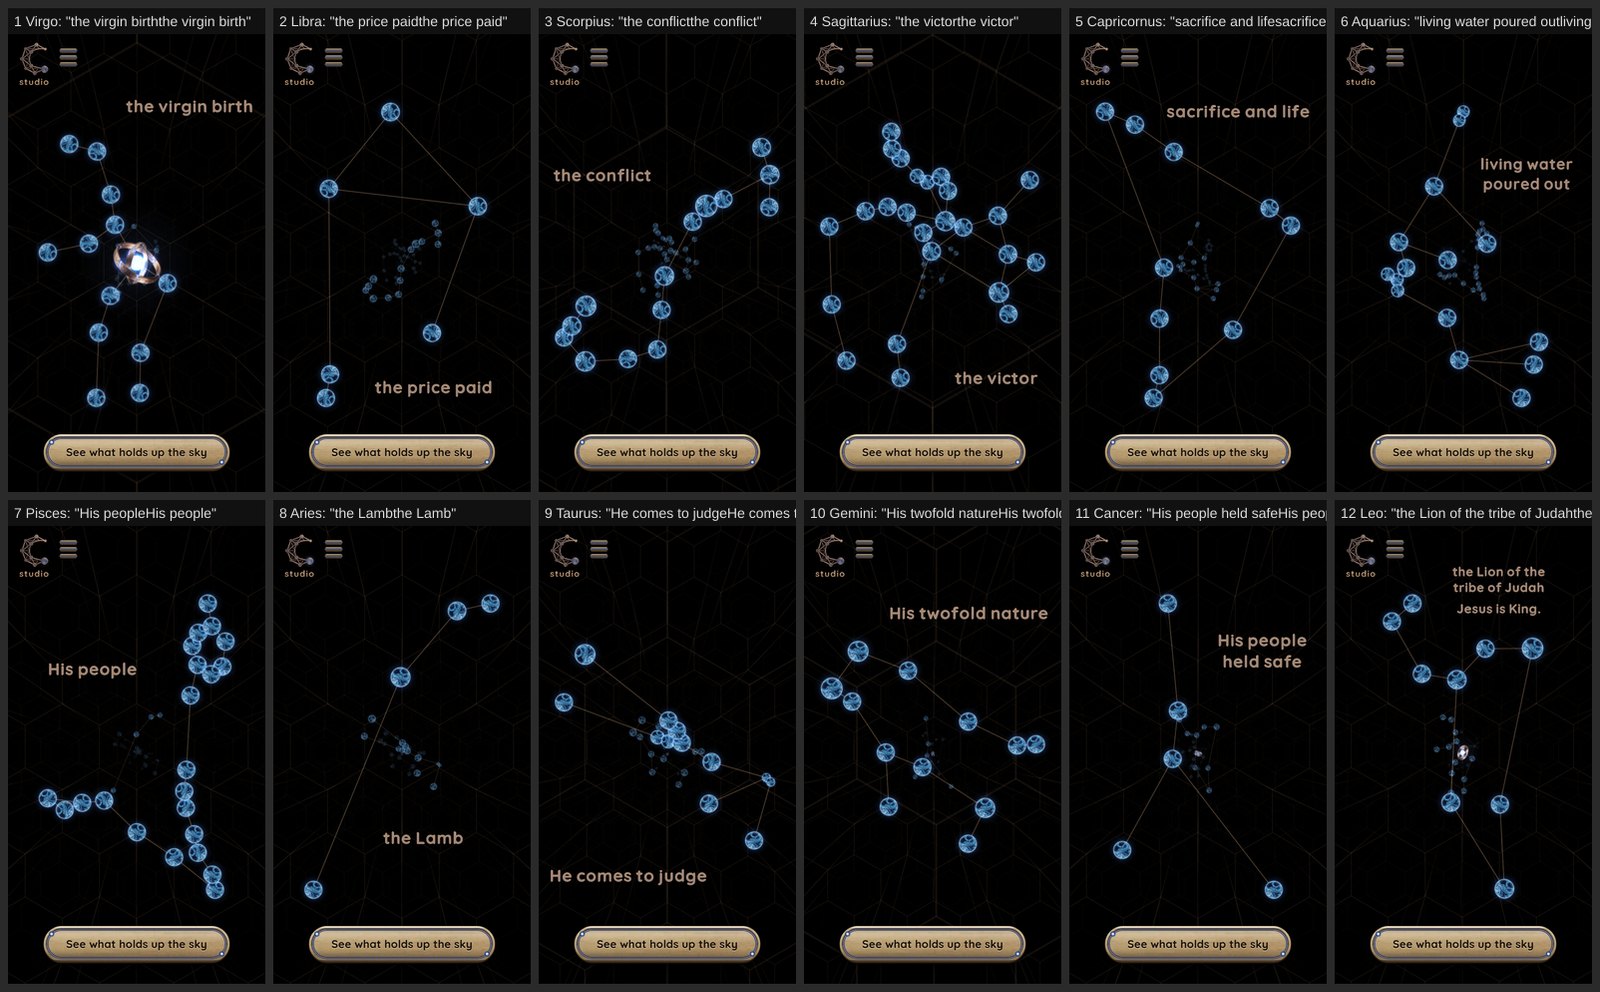 1 Virgo: "the virgin birththe virgin birth"
studio
the virgin birth
See what holds up the sky
2 Libra: "the price paidthe price paid"
studio
the price paid
See what holds up the sky
3 Scorpius: "the conflictthe conflict"
studio
the conflict
See what holds up the sky
4 Sagittarius: "the victorthe victor"
studio
the victor
See what holds up the sky
5 Capricornus: "sacrifice and lifesacrifice
studio
sacrifice and life
See what holds up the sky
6 Aquarius: "living water poured outliving
studio
living water
poured out
See what holds up the sky
7 Pisces: "His peopleHis people"
studio
His people
See what holds up the sky
8 Aries: "the Lambthe Lamb"
studio
the Lamb
See what holds up the sky
9 Taurus: "He comes to judgeHe comes t
studio
He comes to judge
See what holds up the sky
10 Gemini: "His twofold natureHis twofold
studio
His twofold nature
See what holds up the sky
11 Cancer: "His people held safeHis peop
studio
His people
held safe
See what holds up the sky
12 Leo: "the Lion of the tribe of Judahthe
studio
the Lion of the
tribe of Judah
Jesus is King.
See what holds up the sky